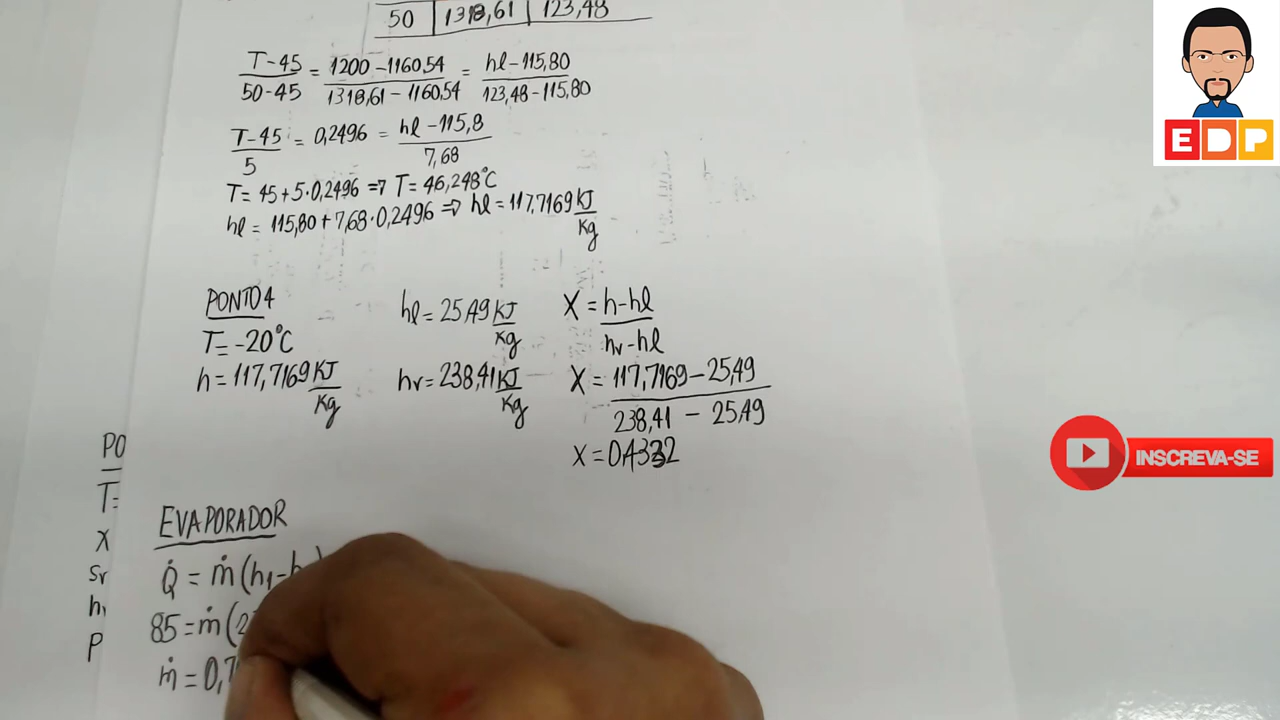 50 1318,61 123,48
T-45/50-45 = 1200-1160,54/1318,61-1160,54 = hl-115,80/123,48-115,80
T-45/5 = 0,2496 = hl-115,8/7,68
T= 45+5·0,2496 ⇒ T= 46,248°C
hl = 115,80+7,68·0,2496 ⇒ hl = 117,7169 KJ/Kg
PONTO 4
T= -20°C
h= 117,7169 KJ/Kg
hl= 25,49 KJ/Kg
hv= 238,41 KJ/Kg
X = h-hl/hv-hl
X = 117,7169-25,49/238,41 - 25,49
X = 0,4332
PO
T=
X
P
EVAPORADOR
Q̇ = ṁ(h1-h
85=ṁ(2
ṁ = 0,7
EDP
INSCREVA-SE